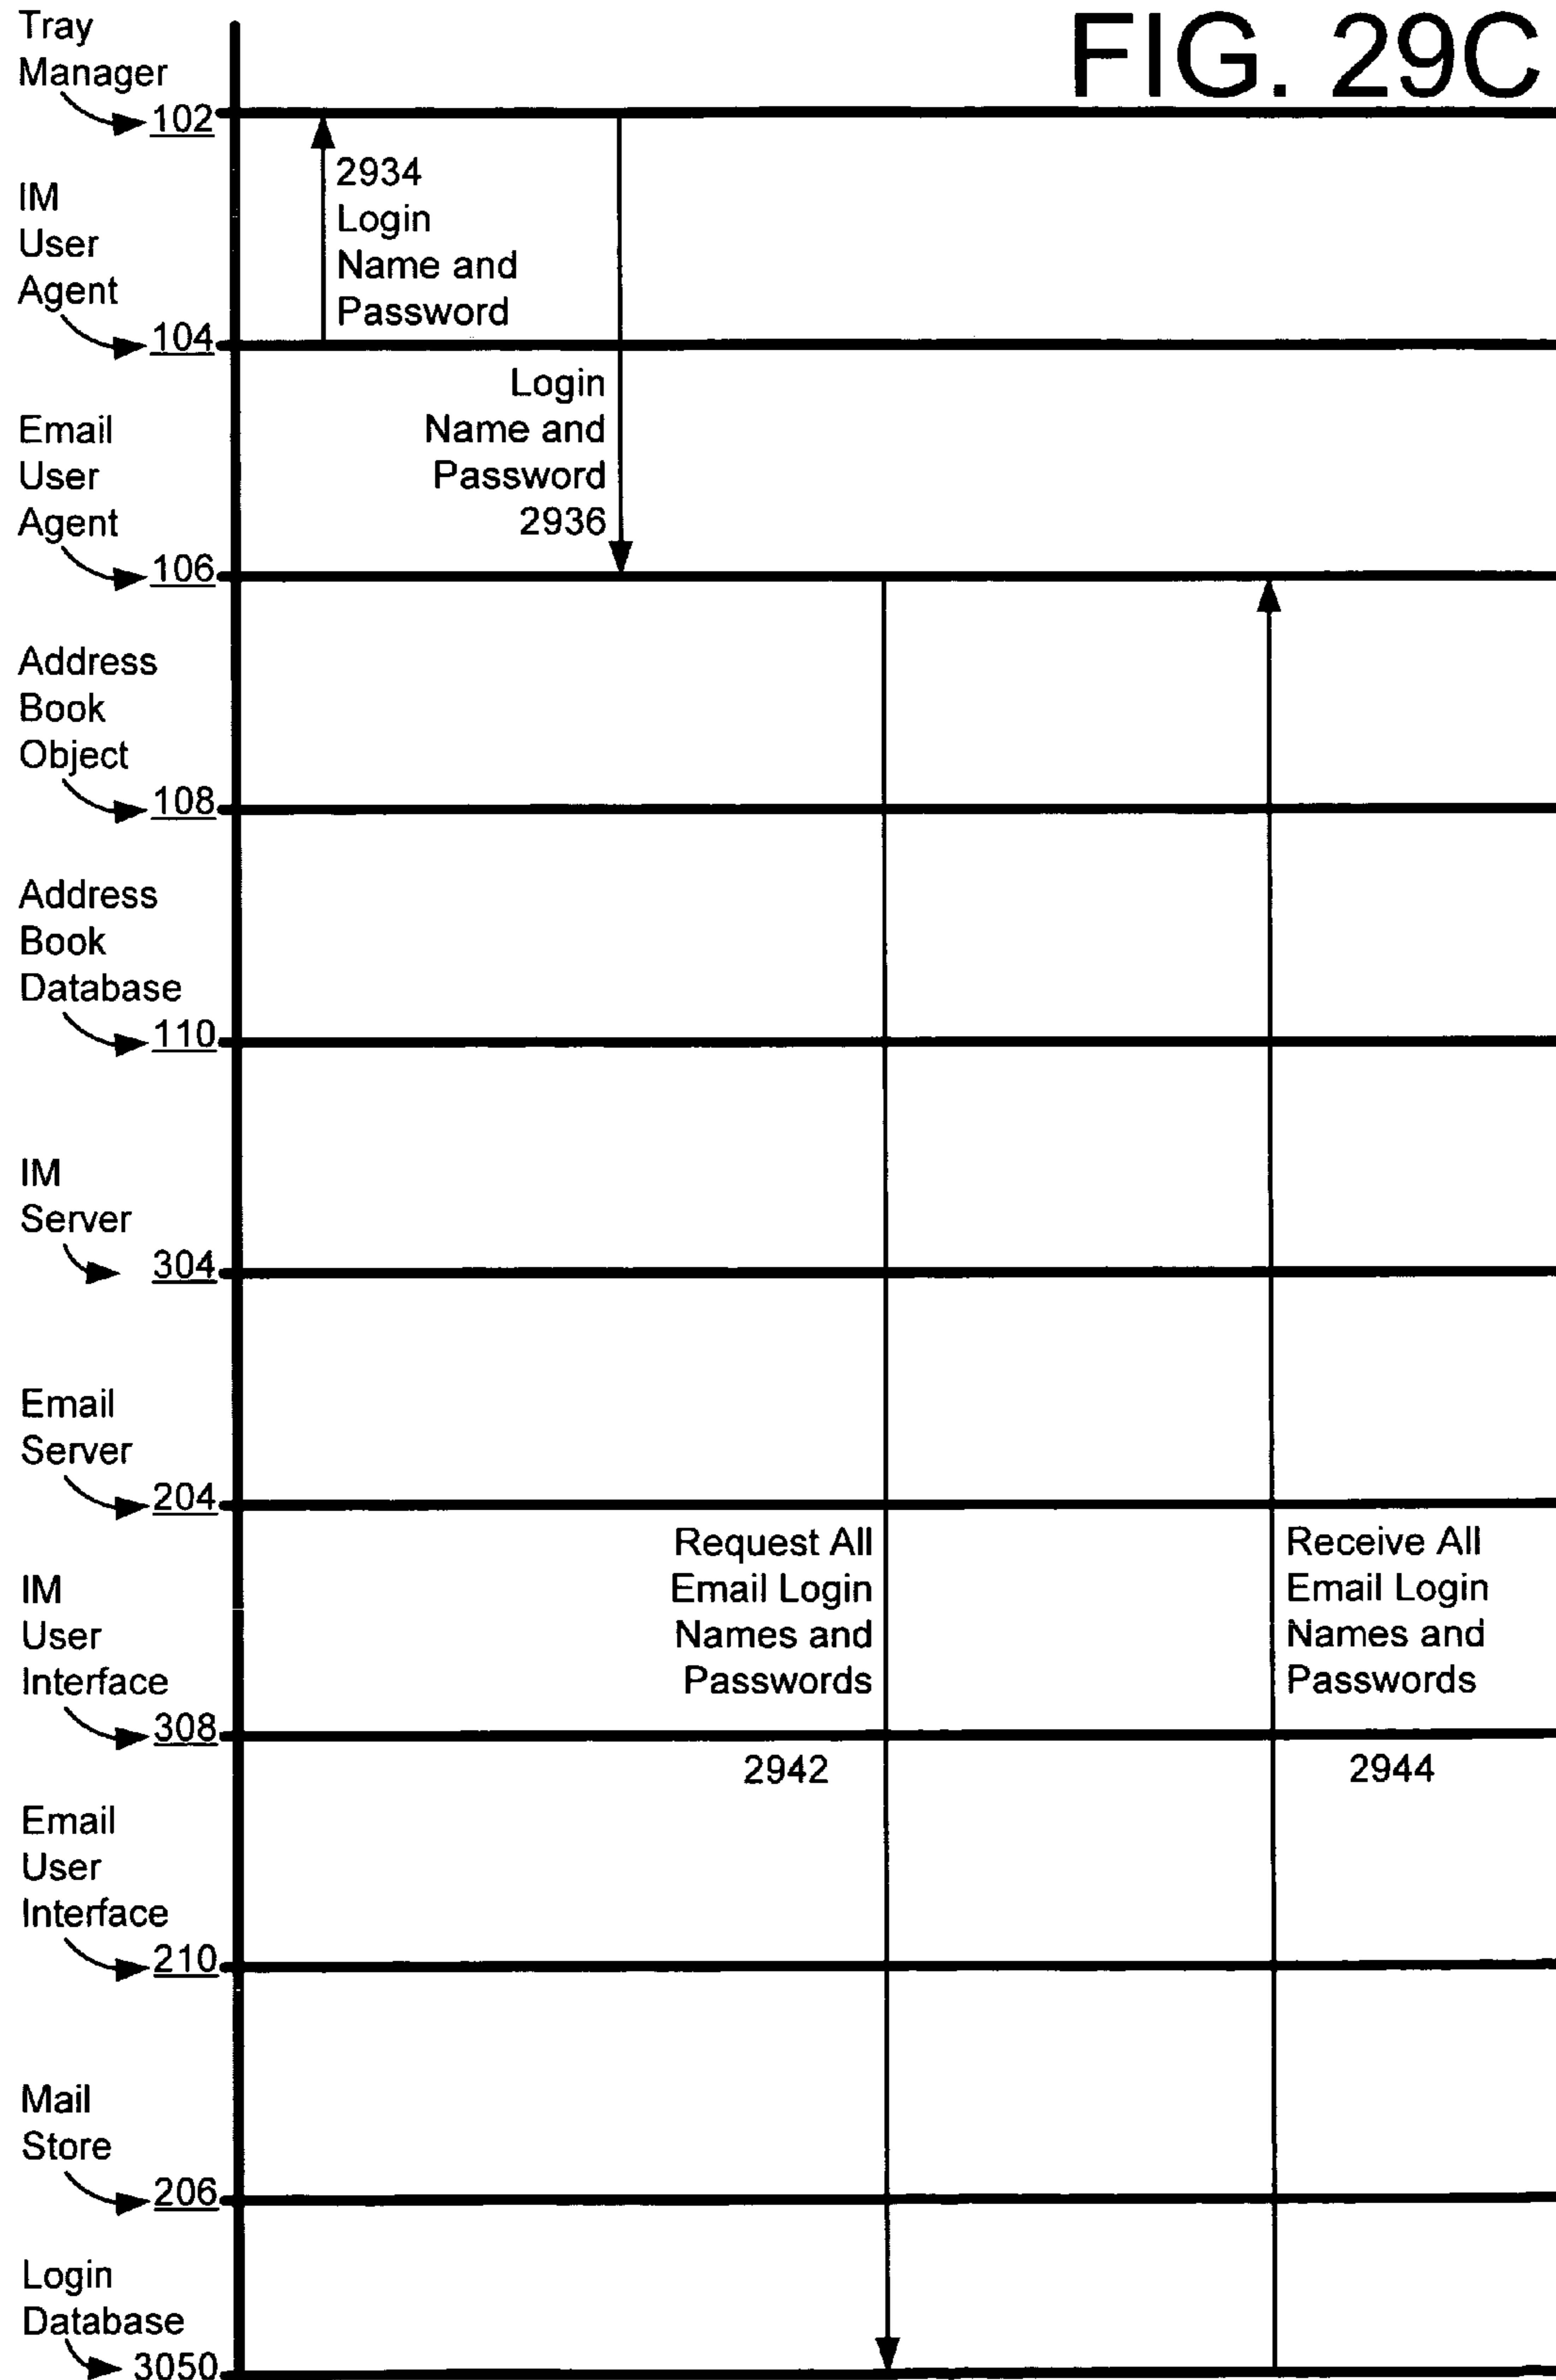 FIG. 29C
Tray
Manager
102
2934
Login
Name and
Password
IM
User
Agent
104
Login
Name and
Password
2936
Email
User
Agent
106
Address
Book
Object
108
Address
Book
Database
110
IM
Server
304
Email
Server
204
Request All
Email Login
Names and
Passwords
2942
Receive All
Email Login
Names and
Passwords
2944
IM
User
Interface
308
Email
User
Interface
210
Mail
Store
206
Login
Database
3050